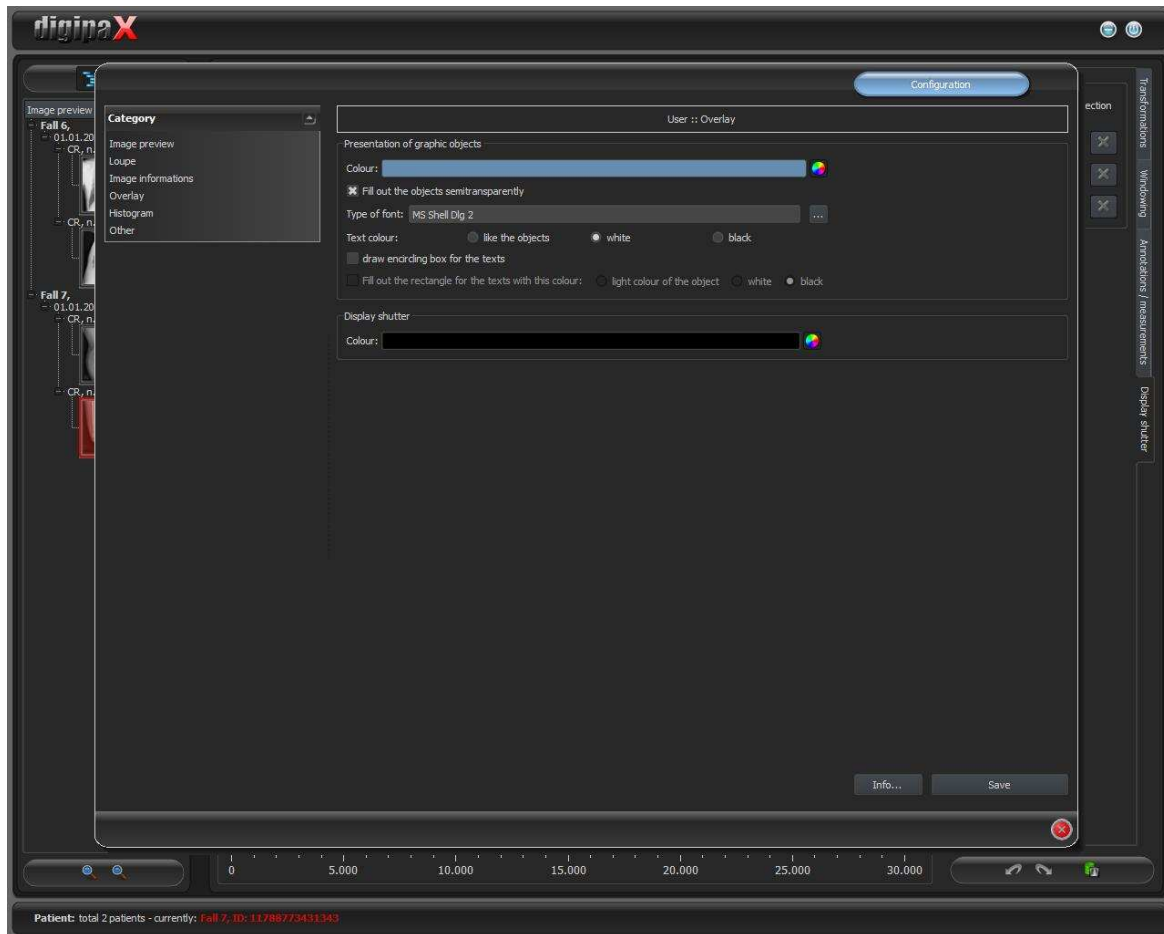 digipaX
Configuration
Image preview
Fall 6,
01.01.20
CR, n.
CR, n.
Fall 7,
01.01.20
CR, n.
CR, n.
Category
Image preview
Loupe
Image informations
Overlay
Histogram
Other
User :: Overlay
Presentation of graphic objects
Colour:
Fill out the objects semitransparently
Type of font: MS Shell Dlg 2 ...
Text colour: like the objects white black
draw encirding box for the texts
Fill out the rectangle for the texts with this colour: light colour of the object white black
Display shutter
Colour:
Info... Save
ection
Transformations
Windowing
Annotations / measurements
Display shutter
0 5.000 10.000 15.000 20.000 25.000 30.000
Patient: total 2 patients - currently: Fall 7, ID: 11788773431343